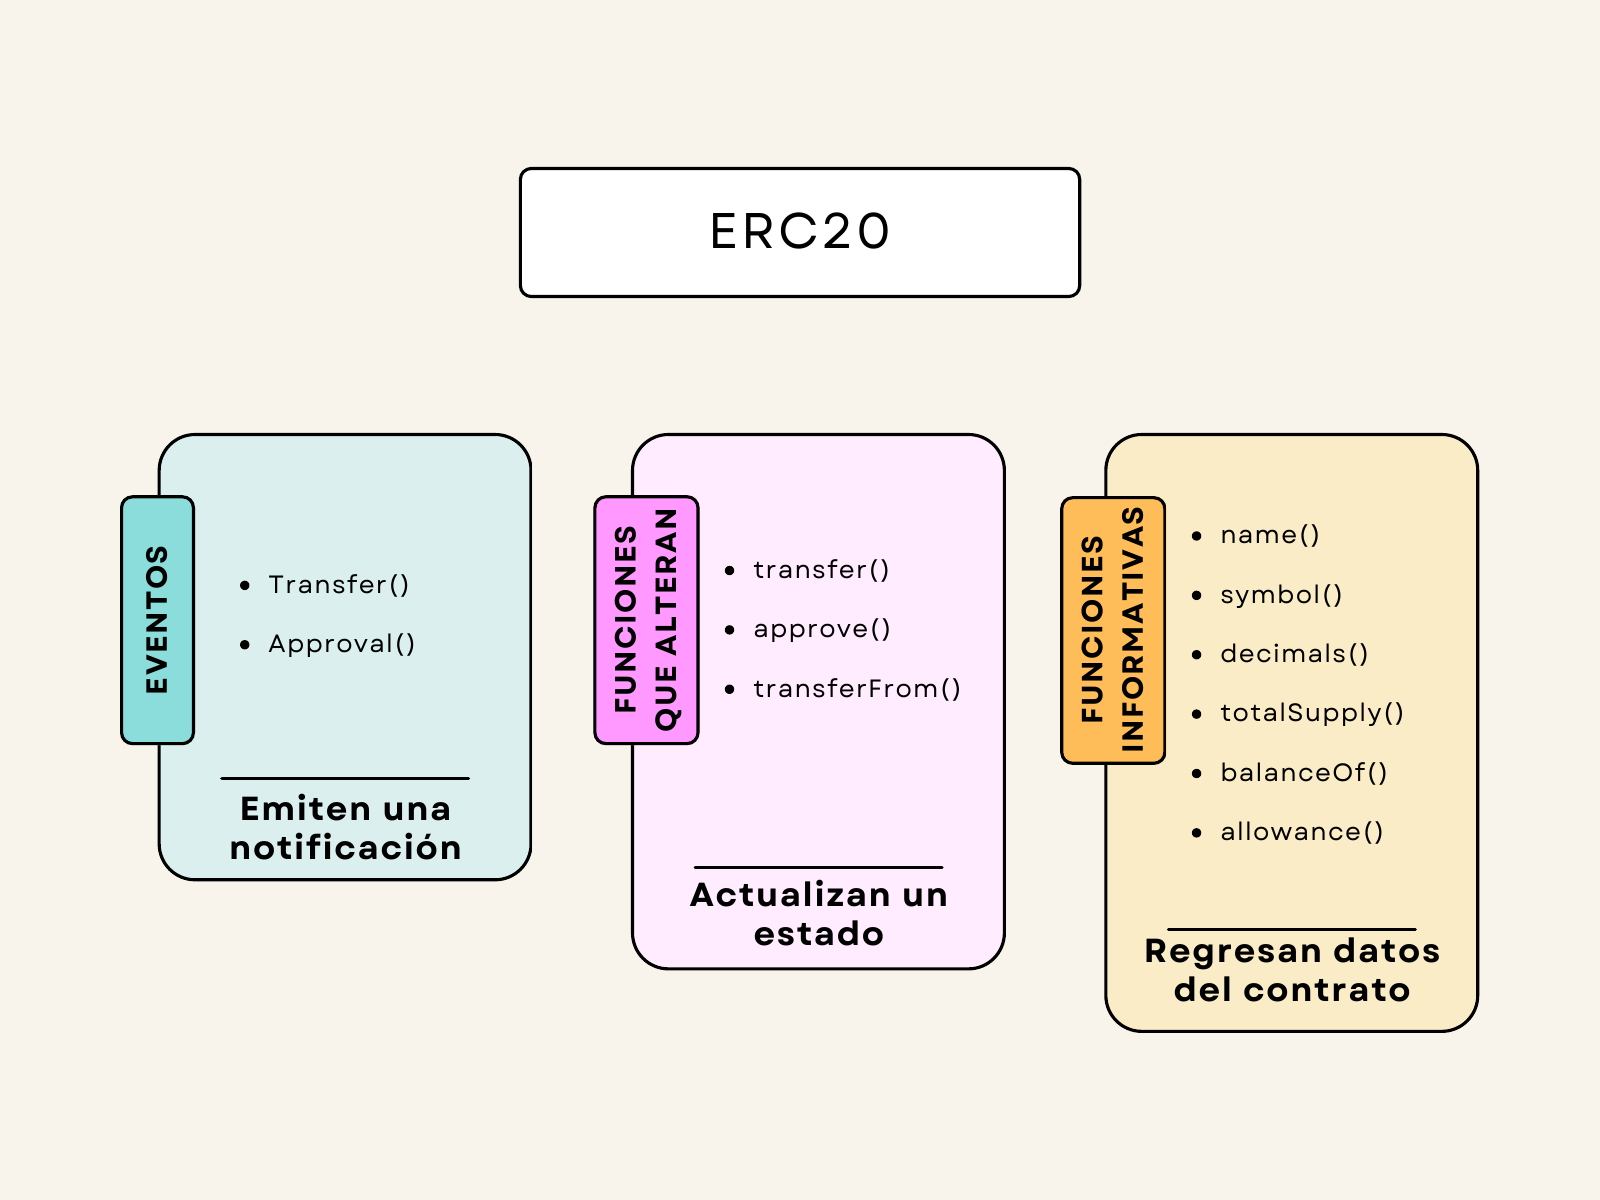 ERC20
EVENTOS
Transfer()
Approval()
Emiten una
notificación
FUNCIONES
QUE ALTERAN
transfer()
approve()
transferFrom()
Actualizan un
estado
FUNCIONES
INFORMATIVAS
name()
symbol()
decimals()
totalSupply()
balanceOf()
allowance()
Regresan datos
del contrato